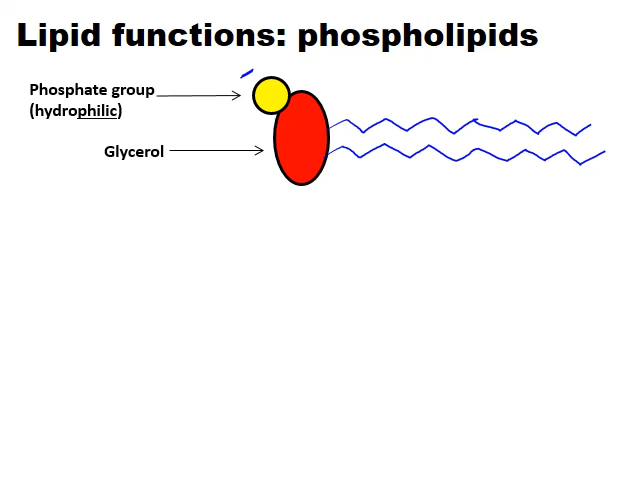 Lipid functions: phospholipids
Phosphate group
(hydrophilic)
Glycerol